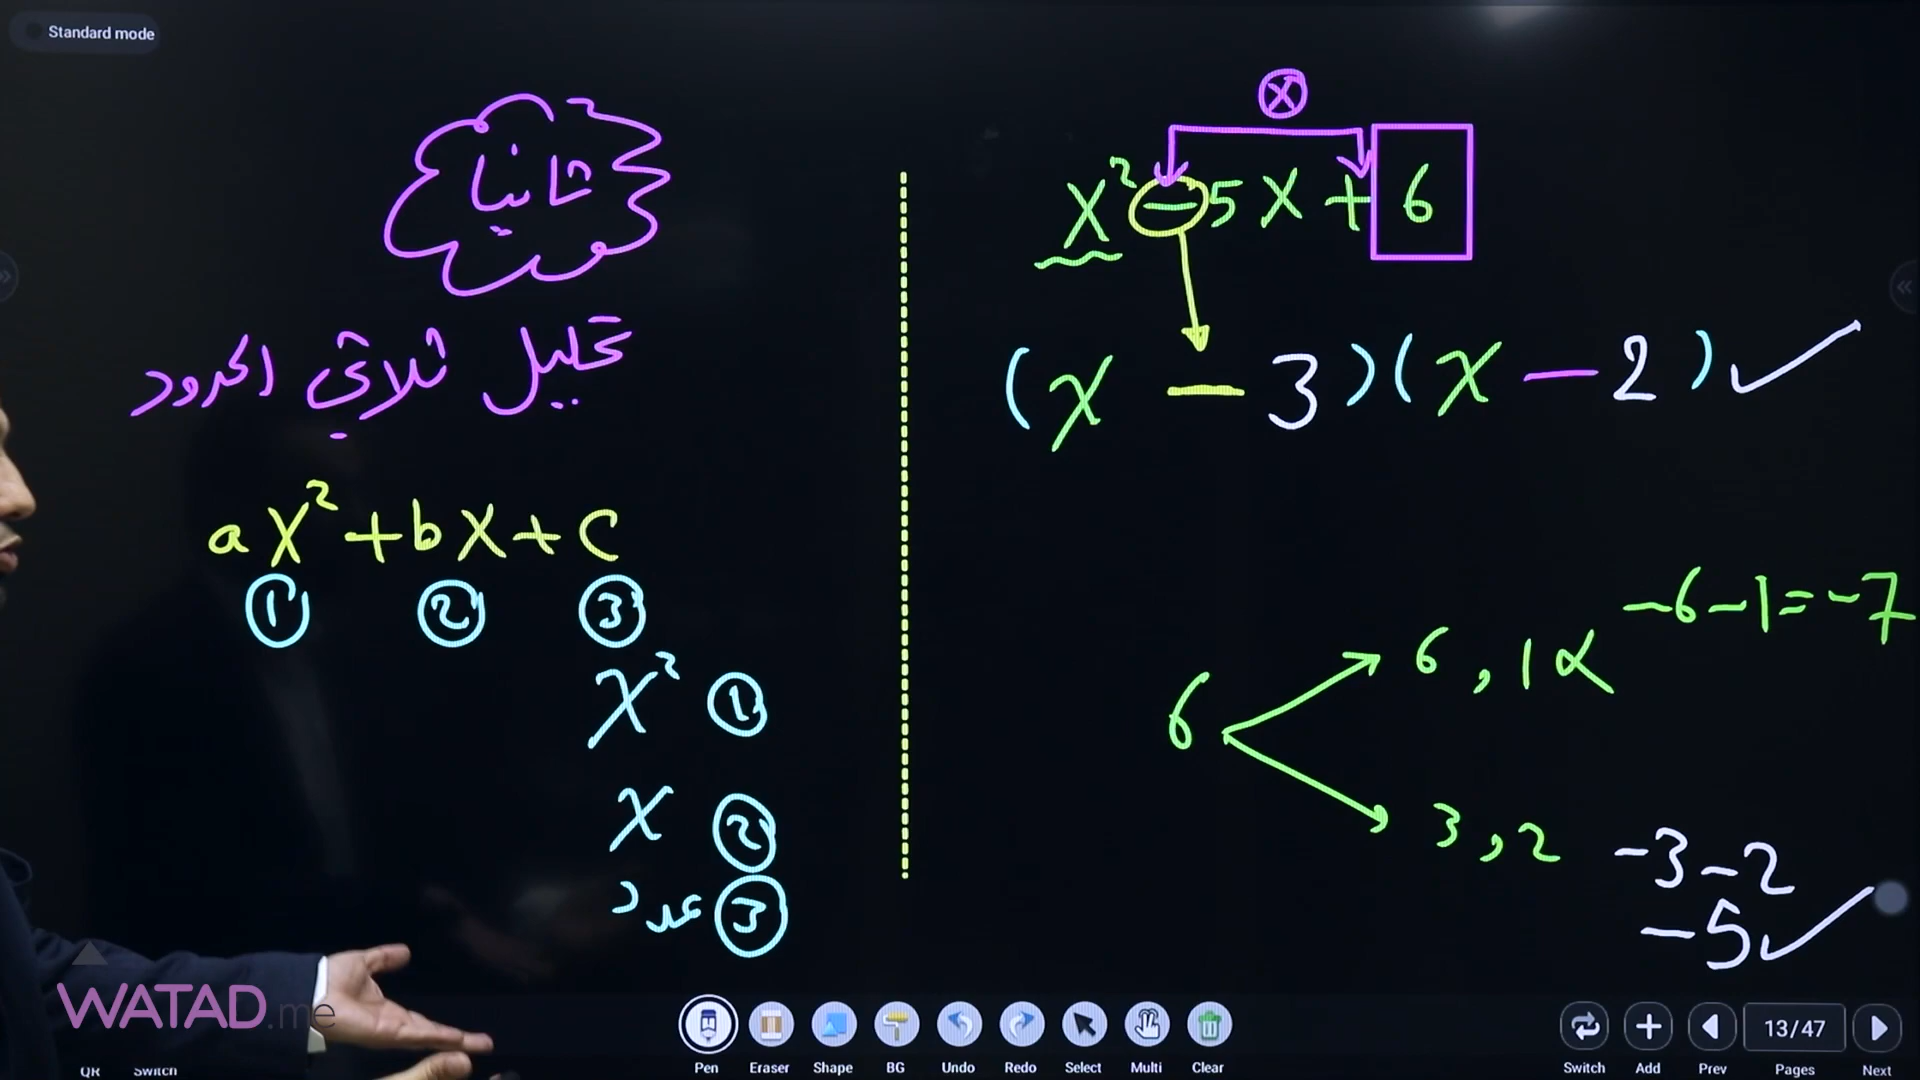 Standard mode
ثانيا
تحليل ثلاثي الحدود
aX² + bX + C
① ② ③
X² ①
X ②
عدد ③
ⓧ
X² - 5X + 6
(X - 3)(X - 2) ✓
-6-1=-7
6, 1 X
6
3, 2
-3-2
-5 ✓
WATAD.me
QR Switch
Pen Eraser Shape BG Undo Redo Select Multi Clear
13/47
Switch Add Prev Pages Next